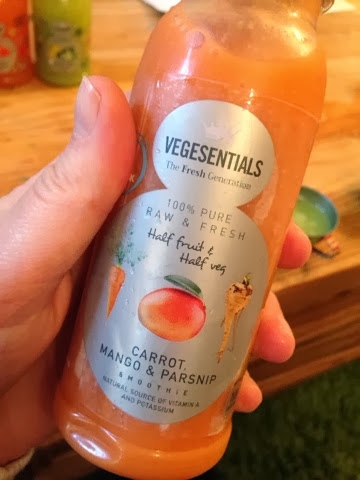 VEGESENTIALS
The Fresh Generation
100% PURE
RAW & FRESH
Half fruit &
Half veg
CARROT,
MANGO & PARSNIP
SMOOTHIE
NATURAL SOURCE OF VITAMIN A
AND POTASSIUM